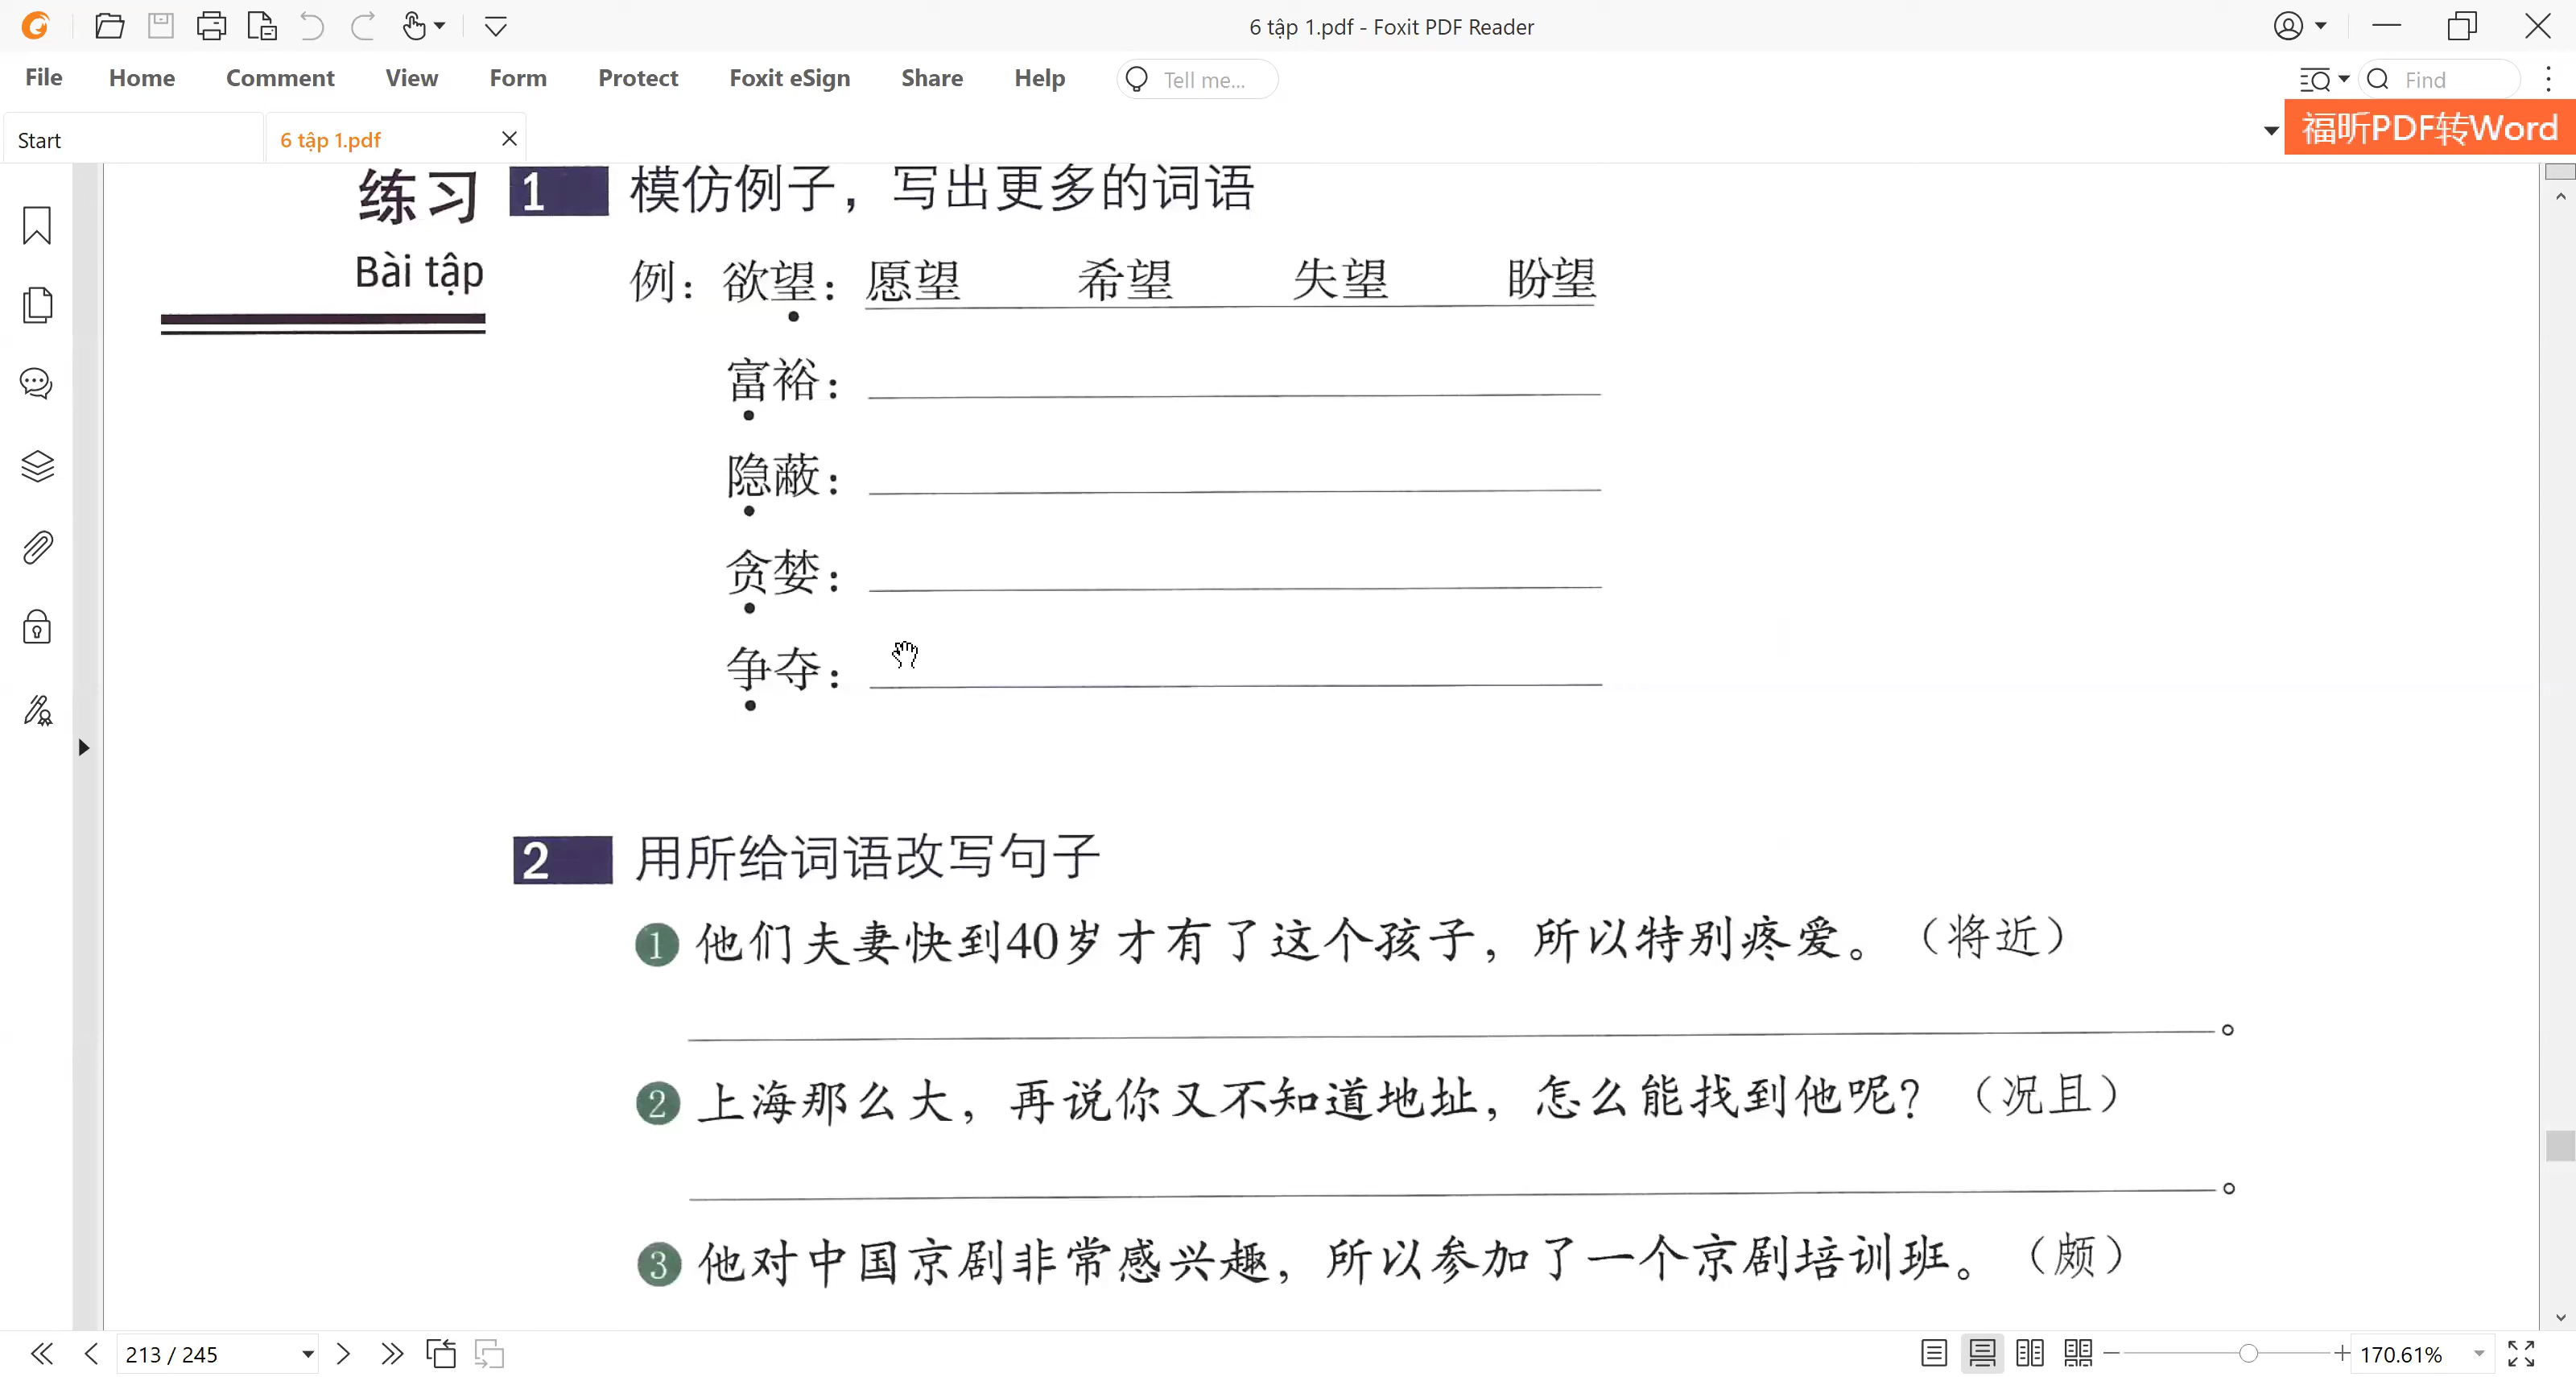 6 tập 1.pdf - Foxit PDF Reader
File Home Comment View Form Protect Foxit eSign Share Help Tell me... Find
Start 6 tập 1.pdf 福昕PDF转Word
练习 1 模仿例子，写出更多的词语
Bài tập
例：欲望：愿望 希望 失望 盼望
富裕：
隐蔽：
贪婪：
争夺：
2 用所给词语改写句子
1 他们夫妻快到40岁才有了这个孩子，所以特别疼爱。（将近）
。
2 上海那么大，再说你又不知道地址，怎么能找到他呢？（况且）
。
3 他对中国京剧非常感兴趣，所以参加了一个京剧培训班。（颇）
213 / 245 170.61%